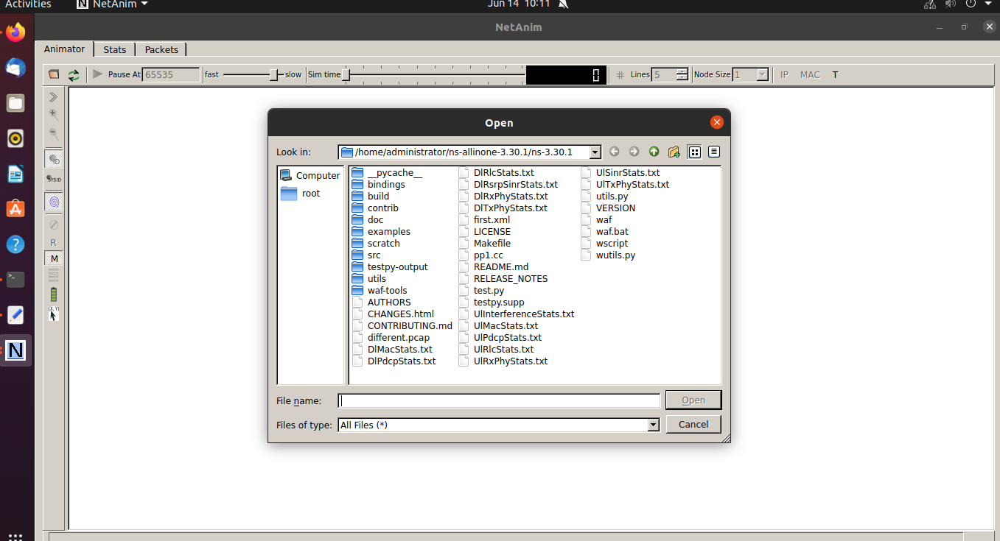 Activities
NetAnim
Jun 14 10:11
NetAnim
Animator
Stats
Packets
Pause At
65535
fast
slow
Sim time
0
Lines
5
Node Size
1
IP
MAC
T
ID
SYSID
R
M
(X, Y)
Open
Look in:
/home/administrator/ns-allinone-3.30.1/ns-3.30.1
Computer
root
__pycache__
bindings
build
contrib
doc
examples
scratch
src
testpy-output
utils
waf-tools
AUTHORS
CHANGES.html
CONTRIBUTING.md
different.pcap
DlMacStats.txt
DlPdcpStats.txt
DlRlcStats.txt
DlRsrpSinrStats.txt
DlRxPhyStats.txt
DlTxPhyStats.txt
first.xml
LICENSE
Makefile
pp1.cc
README.md
RELEASE_NOTES
test.py
testpy.supp
UlInterferenceStats.txt
UlMacStats.txt
UlPdcpStats.txt
UlRlcStats.txt
UlRxPhyStats.txt
UlSinrStats.txt
UlTxPhyStats.txt
utils.py
VERSION
waf
waf.bat
wscript
wutils.py
File name:
Open
Files of type:
All Files (*)
Cancel